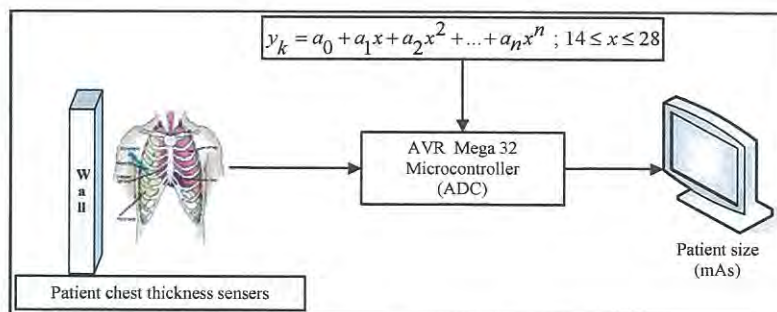 y_k = a_0 + a_1x + a_2x^2 + ... + a_nx^n ; 14 ≤ x ≤ 28
Wall
AVR Mega 32
Microcontroller
(ADC)
Patient size
(mAs)
Patient chest thickness sensers